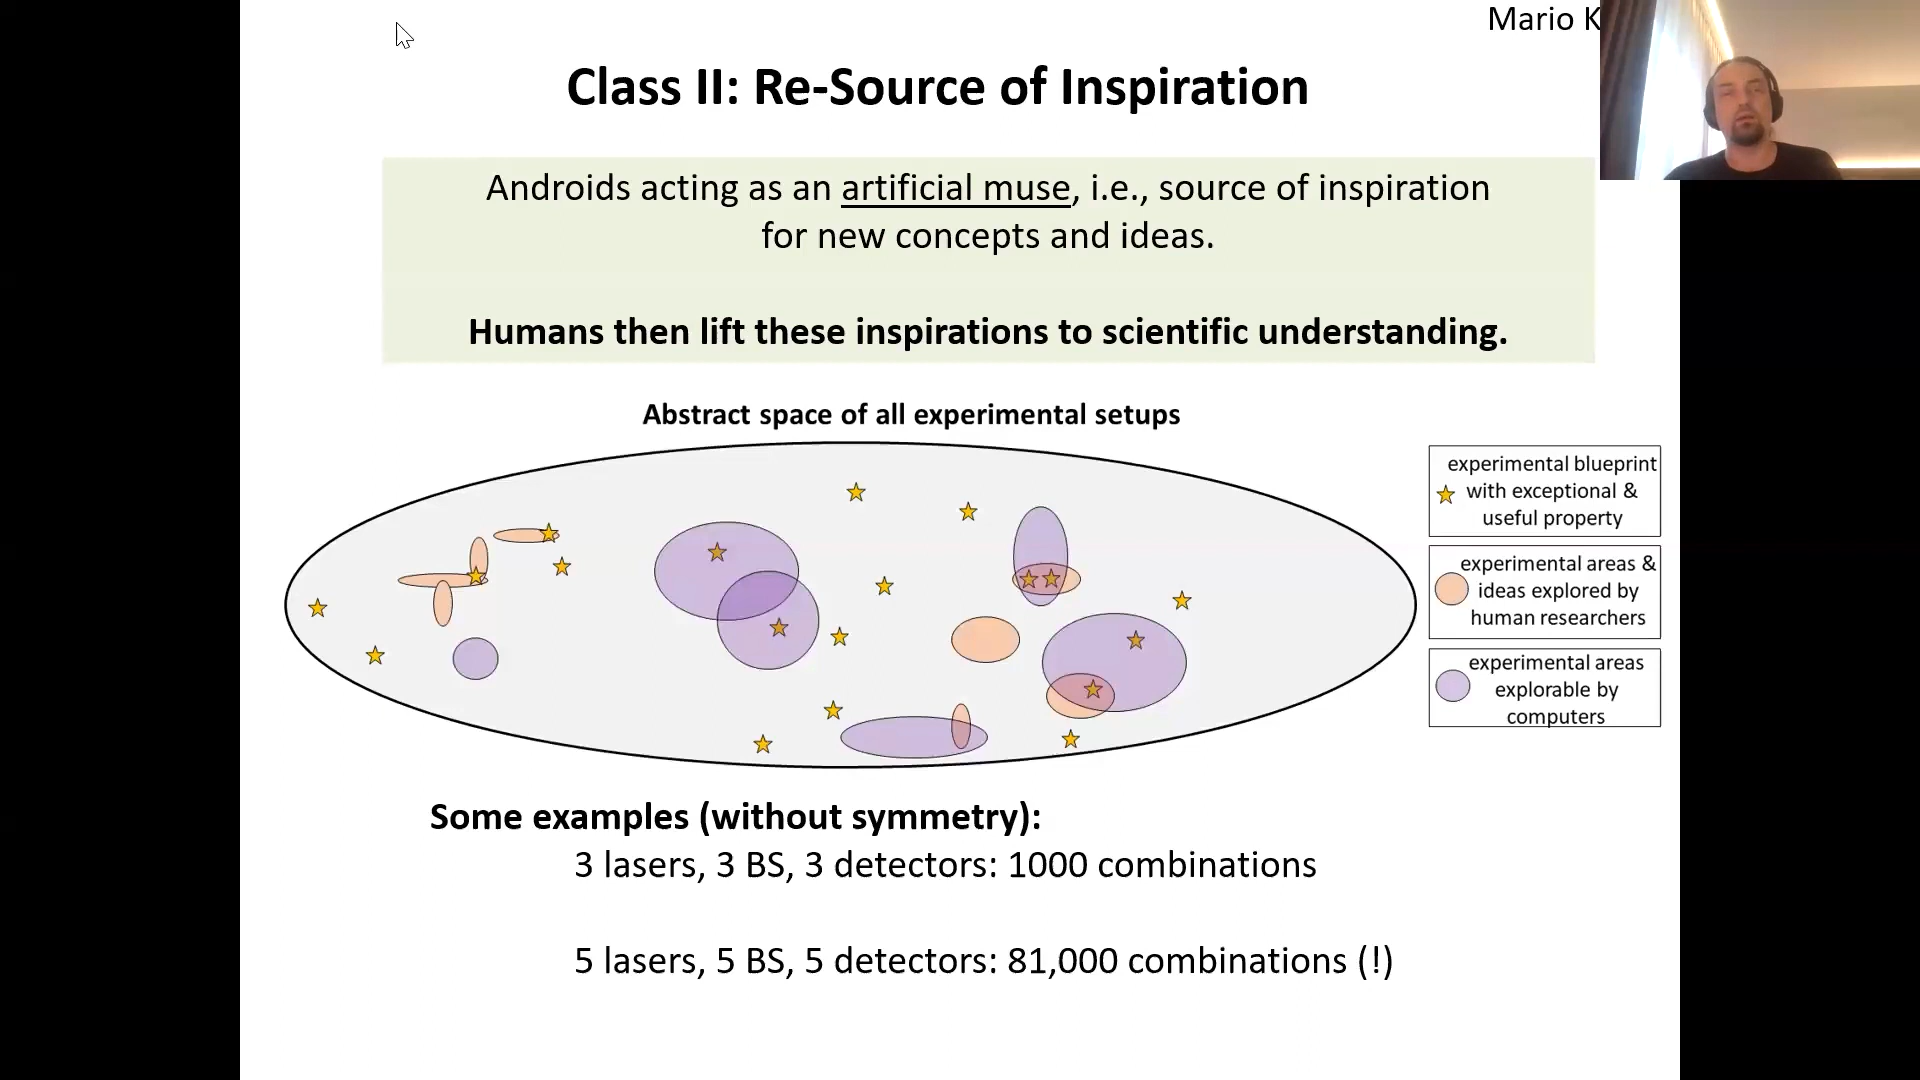 Mario K
Class II: Re-Source of Inspiration
Androids acting as an artificial muse, i.e., source of inspiration
for new concepts and ideas.
Humans then lift these inspirations to scientific understanding.
Abstract space of all experimental setups
experimental blueprint
with exceptional &
useful property
experimental areas &
ideas explored by
human researchers
experimental areas
explorable by
computers
Some examples (without symmetry):
3 lasers, 3 BS, 3 detectors: 1000 combinations
5 lasers, 5 BS, 5 detectors: 81,000 combinations (!)